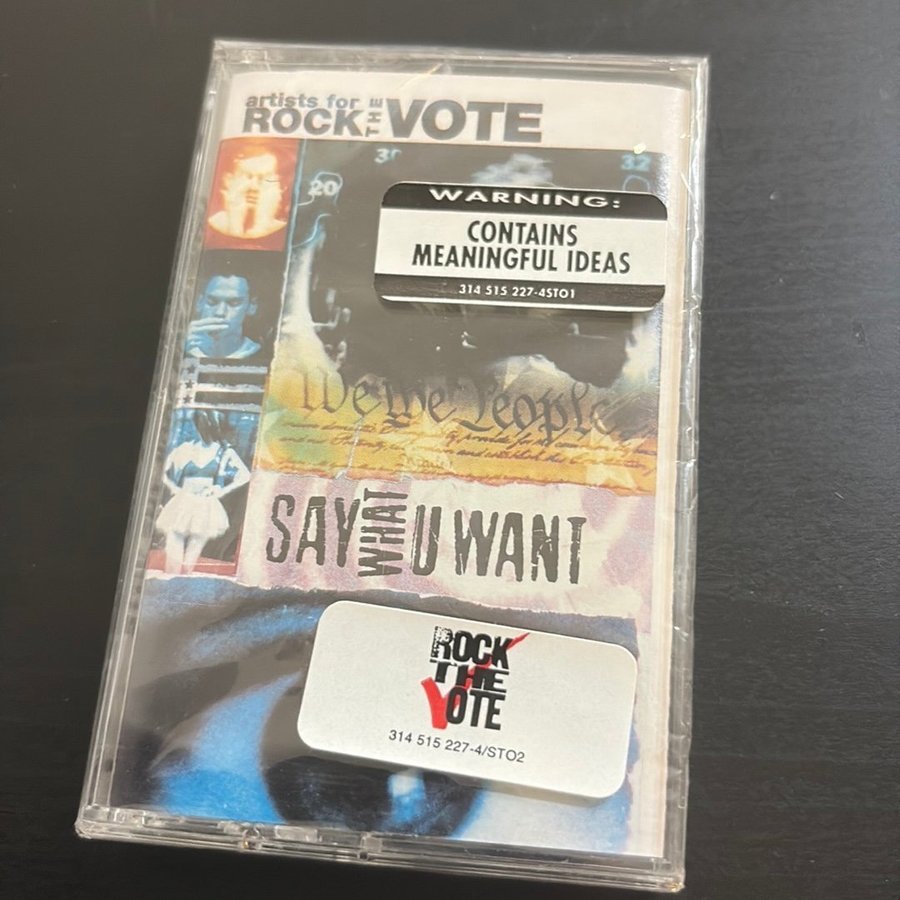 artists for
ROCK THE VOTE
30
32
20
WARNING:
CONTAINS
MEANINGFUL IDEAS
314 515 227-4STO1
We the People
SAY WHAT U WANT
ROCK
THE
VOTE
314 515 227-4/STO2